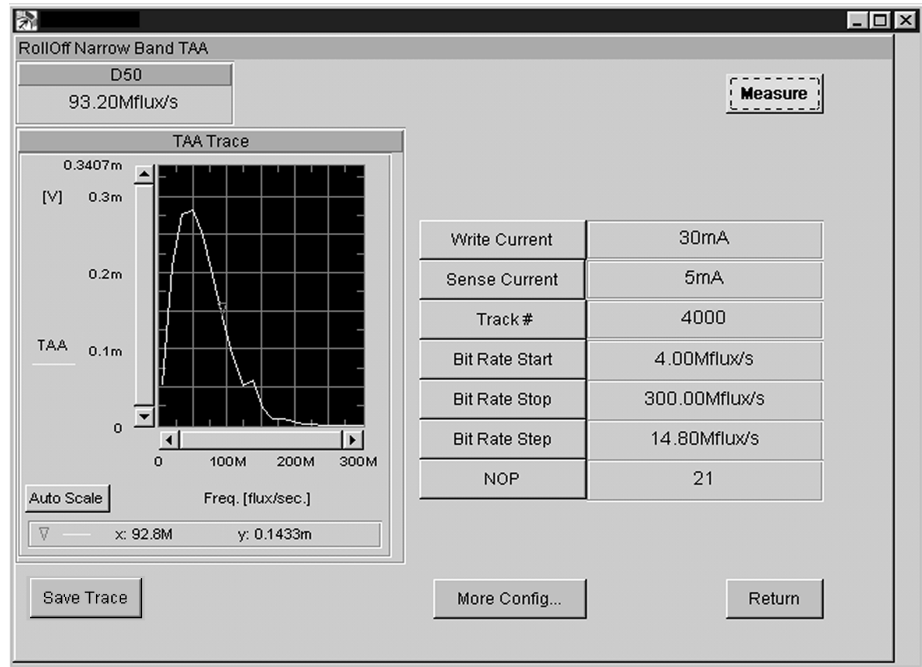 RollOff Narrow Band TAA
D50
93.20Mflux/s
Measure
TAA Trace
0.3407m
[V]
0.3m
0.2m
TAA
0.1m
0
0 100M 200M 300M
Auto Scale
Freq. [flux/sec.]
x: 92.8M y: 0.1433m
Write Current 30mA
Sense Current 5mA
Track # 4000
Bit Rate Start 4.00Mflux/s
Bit Rate Stop 300.00Mflux/s
Bit Rate Step 14.80Mflux/s
NOP 21
Save Trace
More Config...
Return